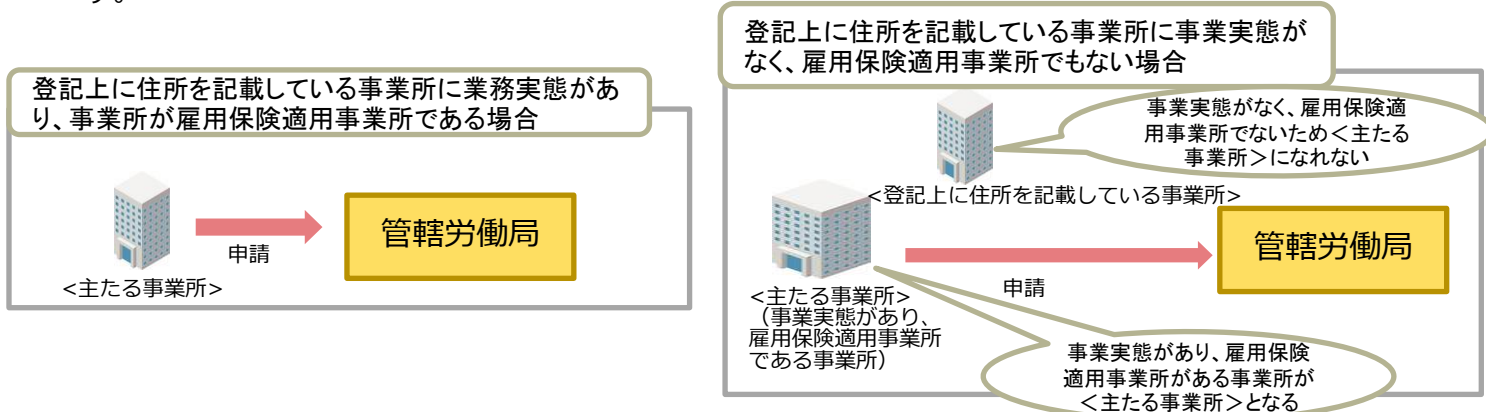 す。
登記上に住所を記載している事業所に業務実態があ
り、事業所が雇用保険適用事業所である場合
申請
管轄労働局
<主たる事業所>
登記上に住所を記載している事業所に事業実態が
なく、雇用保険適用事業所でもない場合
事業実態がなく、雇用保険適
用事業所でないため<主たる
事業所>になれない
<登記上に住所を記載している事業所>
管轄労働局
申請
<主たる事業所>
（事業実態があり、
雇用保険適用事業所
である事業所）
事業実態があり、雇用保険
適用事業所がある事業所が
<主たる事業所>となる